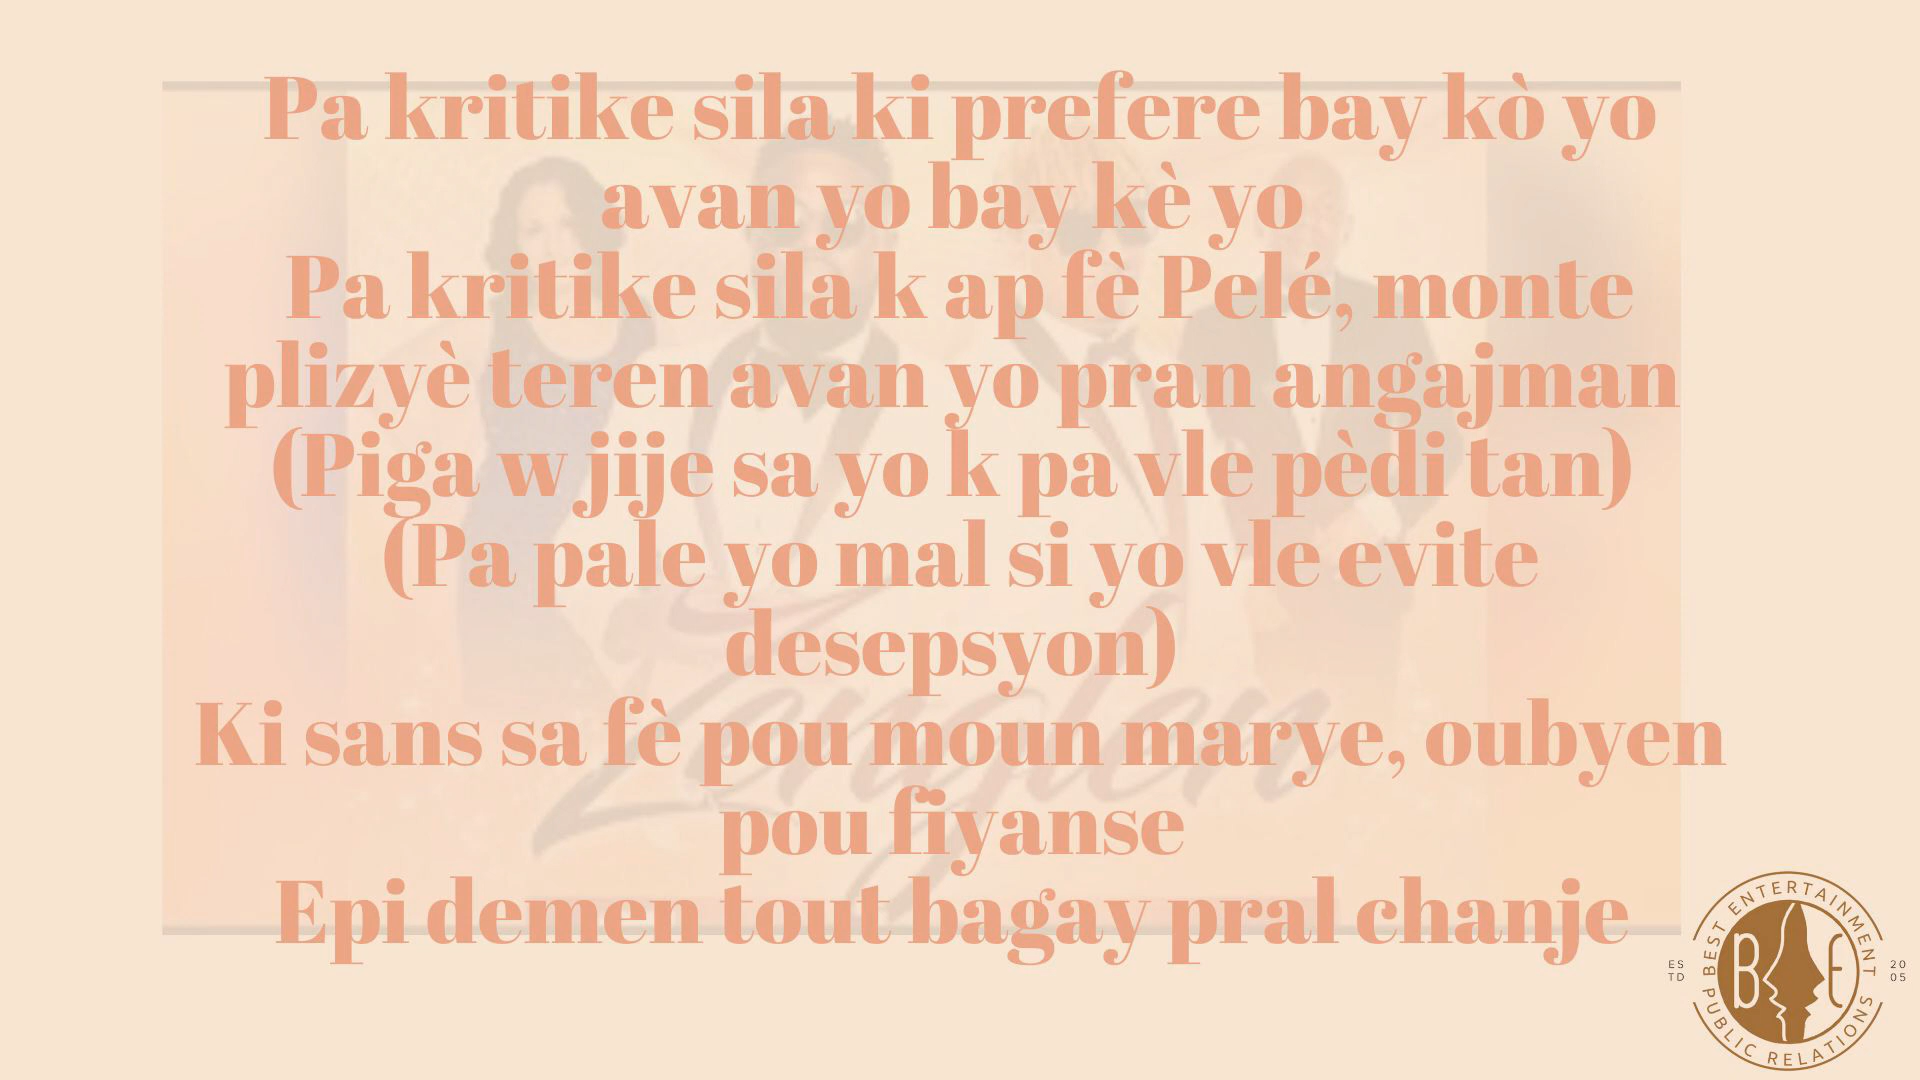 Pa kritike sila ki prefere bay kò yo
avan yo bay kè yo
Pa kritike sila k ap fè Pelé, monte
plizyè teren avan yo pran angajman
(Piga w jije sa yo k pa vle pèdi tan)
(Pa pale yo mal si yo vle evite
desepsyon)
Ki sans sa fè pou moun marye, oubyen
pou fiyanse
Epi demen tout bagay pral chanje
Zenglen
BEST ENTERTAINMENT
ES
TD
B E
20
05
PUBLIC RELATIONS